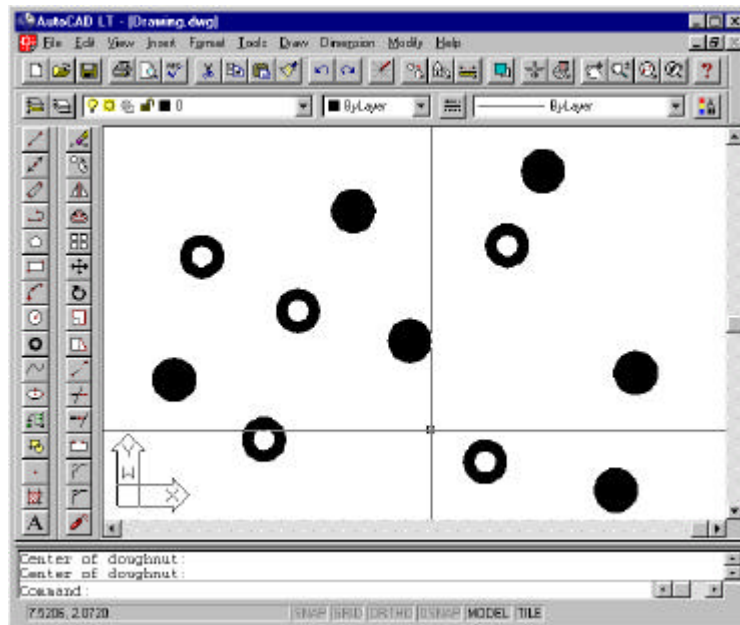 AutoCAD LT - [Drawing.dwg]
File Edit View Insert Format Tools Draw Dimension Modify Help
0 ByLayer ByLayer
A
Y
W
X
Center of doughnut:
Center of doughnut:
Command:
7.5206, 2.0720 SNAP GRID ORTHO OSNAP MODEL TILE